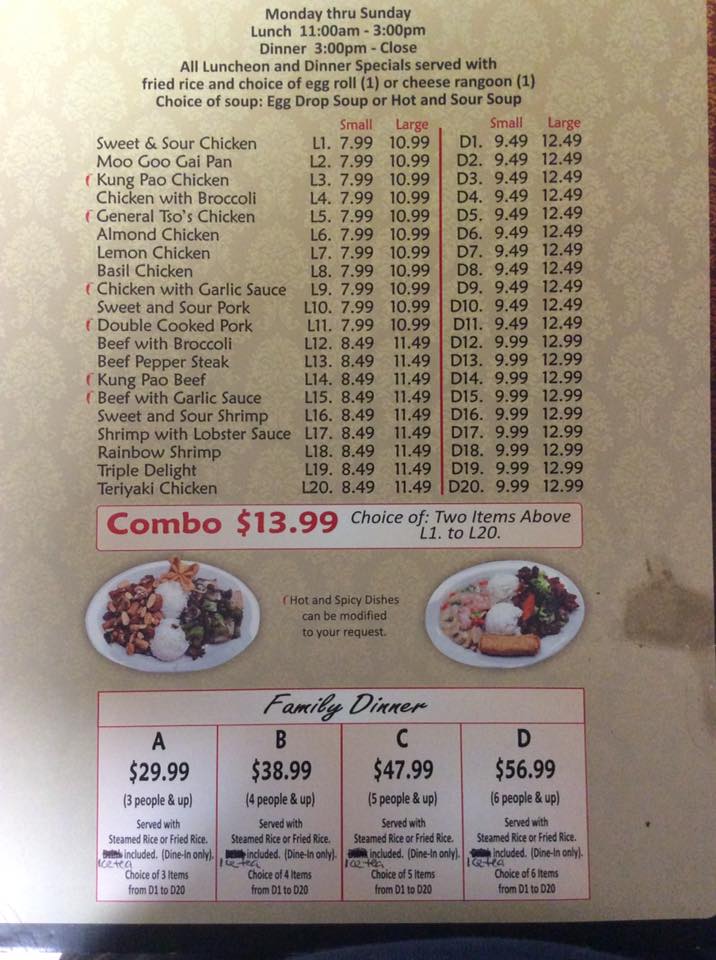 Monday thru Sunday
Lunch 11:00am - 3:00pm
Dinner 3:00pm - Close
All Luncheon and Dinner Specials served with
fried rice and choice of egg roll (1) or cheese rangoon (1)
Choice of soup: Egg Drop Soup or Hot and Sour Soup
Small Large Small Large
Sweet & Sour Chicken L1. 7.99 10.99 D1. 9.49 12.49
Moo Goo Gai Pan L2. 7.99 10.99 D2. 9.49 12.49
Kung Pao Chicken L3. 7.99 10.99 D3. 9.49 12.49
Chicken with Broccoli L4. 7.99 10.99 D4. 9.49 12.49
General Tso's Chicken L5. 7.99 10.99 D5. 9.49 12.49
Almond Chicken L6. 7.99 10.99 D6. 9.49 12.49
Lemon Chicken L7. 7.99 10.99 D7. 9.49 12.49
Basil Chicken L8. 7.99 10.99 D8. 9.49 12.49
Chicken with Garlic Sauce L9. 7.99 10.99 D9. 9.49 12.49
Sweet and Sour Pork L10. 7.99 10.99 D10. 9.49 12.49
Double Cooked Pork L11. 7.99 10.99 D11. 9.49 12.49
Beef with Broccoli L12. 8.49 11.49 D12. 9.99 12.99
Beef Pepper Steak L13. 8.49 11.49 D13. 9.99 12.99
Kung Pao Beef L14. 8.49 11.49 D14. 9.99 12.99
Beef with Garlic Sauce L15. 8.49 11.49 D15. 9.99 12.99
Sweet and Sour Shrimp L16. 8.49 11.49 D16. 9.99 12.99
Shrimp with Lobster Sauce L17. 8.49 11.49 D17. 9.99 12.99
Rainbow Shrimp L18. 8.49 11.49 D18. 9.99 12.99
Triple Delight L19. 8.49 11.49 D19. 9.99 12.99
Teriyaki Chicken L20. 8.49 11.49 D20. 9.99 12.99
Combo $13.99 Choice of: Two Items Above
L1. to L20.
Hot and Spicy Dishes
can be modified
to your request.
Family Dinner
A
$29.99
(3 people & up)
Served with
Steamed Rice or Fried Rice.
included. (Dine-In only).
Ice tea
Choice of 3 Items
from D1 to D20
B
$38.99
(4 people & up)
Served with
Steamed Rice or Fried Rice.
included. (Dine-In only).
Ice tea
Choice of 4 Items
from D1 to D20
C
$47.99
(5 people & up)
Served with
Steamed Rice or Fried Rice.
included. (Dine-In only).
Ice tea
Choice of 5 Items
from D1 to D20
D
$56.99
(6 people & up)
Served with
Steamed Rice or Fried Rice.
included. (Dine-In only).
Ice tea
Choice of 6 Items
from D1 to D20